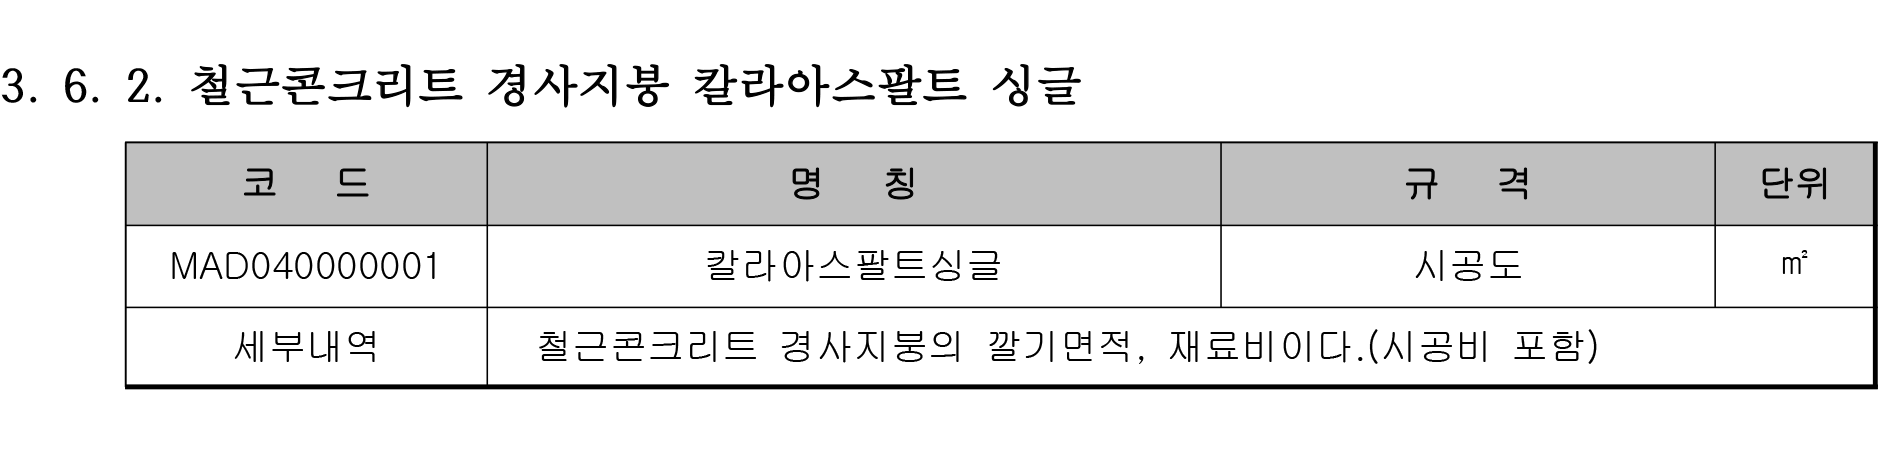 3. 6. 2. 철근콘크리트 경사지붕 칼라아스팔트 싱글
코 드 명 칭 규 격 단위
MAD040000001 칼라아스팔트싱글 시공도 ㎡
세부내역 철근콘크리트 경사지붕의 깔기면적, 재료비이다.(시공비 포함)